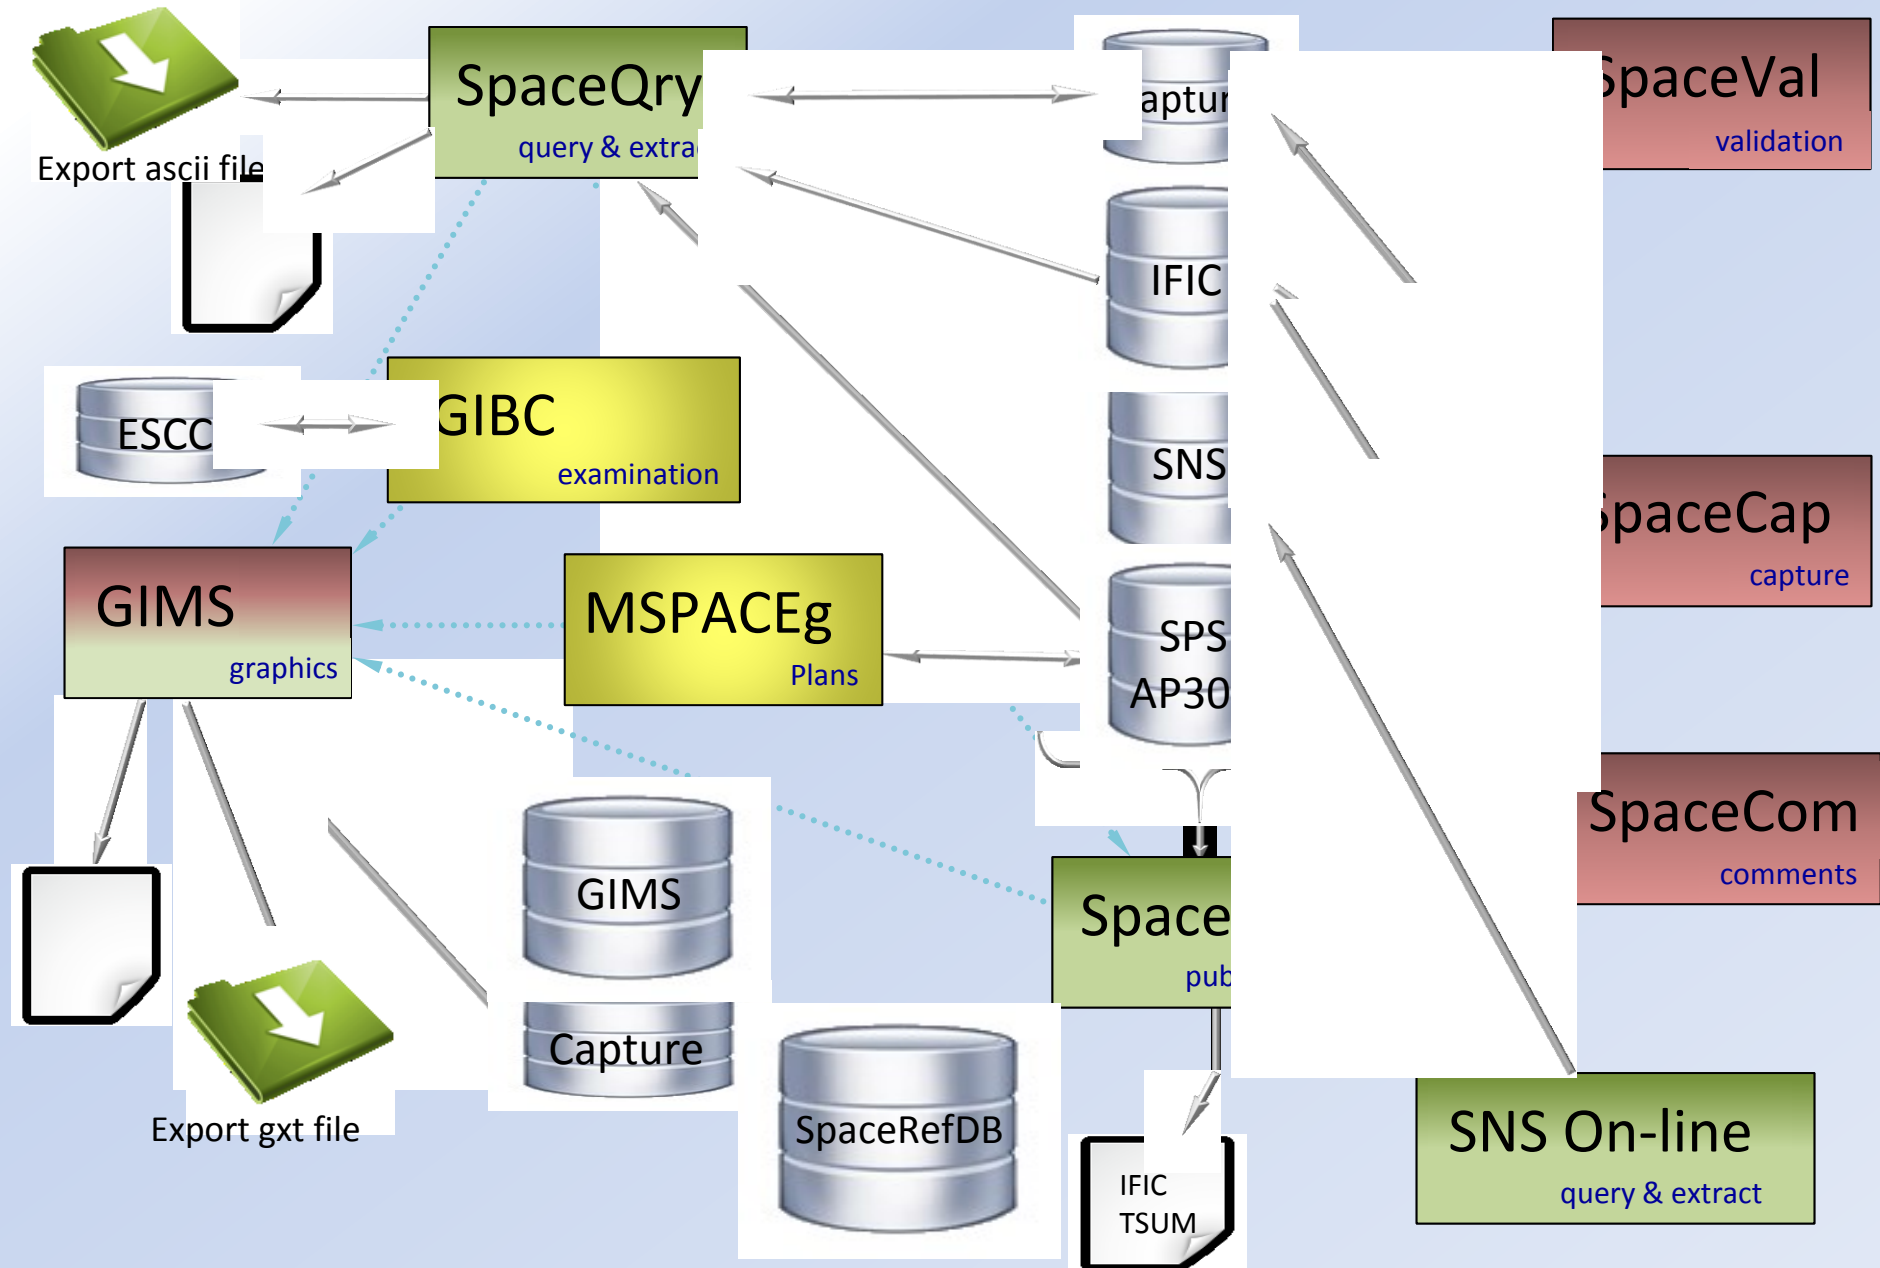 SpaceQry
query & extra
Export ascii file
aptur
SpaceVal
validation
IFIC
ESCC
GIBC
examination
SNS
SpaceCap
capture
GIMS
graphics
MSPACEg
Plans
SPS
AP30
SpaceCom
comments
GIMS
Space
pub
Capture
Export gxt file
SpaceRefDB
IFIC
TSUM
SNS On-line
query & extract